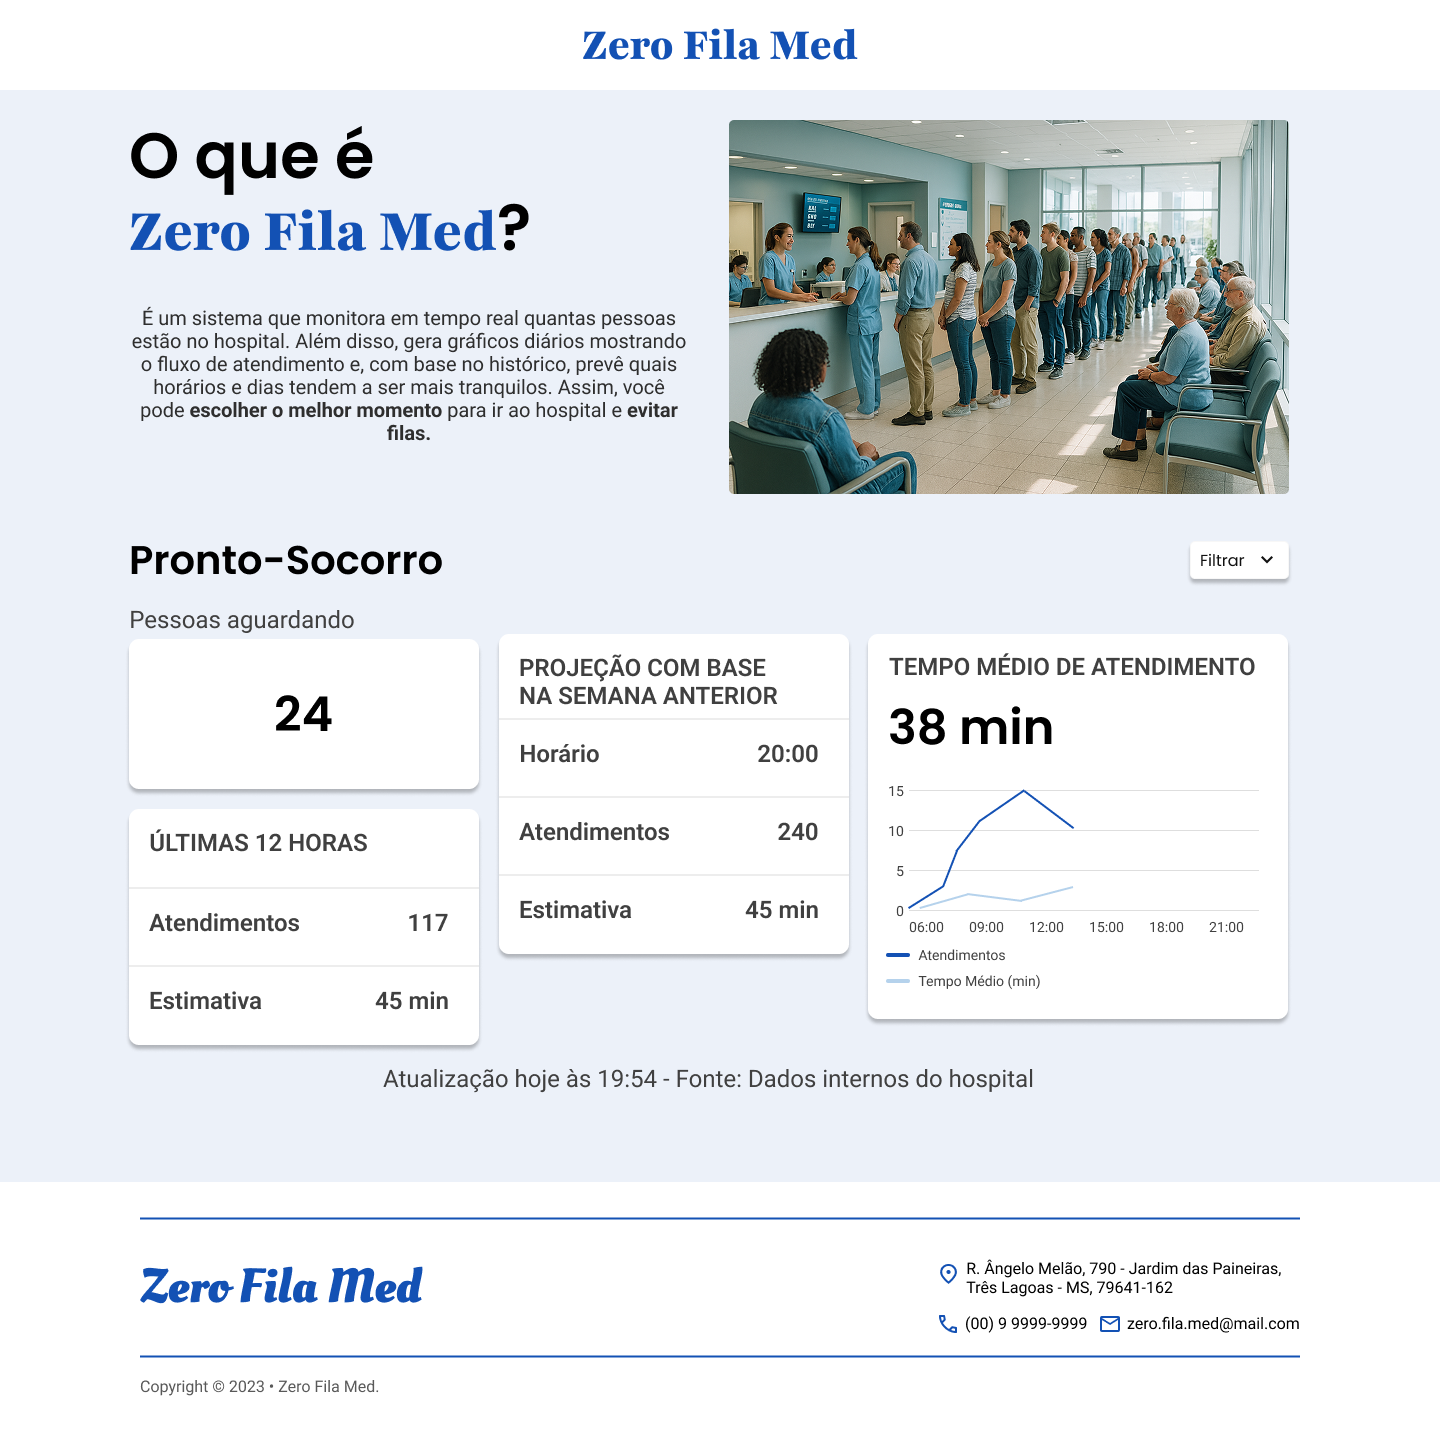 Zero Fila Med
O que é
Zero Fila Med?
É um sistema que monitora em tempo real quantas pessoas
estão no hospital. Além disso, gera gráficos diários mostrando
o fluxo de atendimento e, com base no histórico, prevê quais
horários e dias tendem a ser mais tranquilos. Assim, você
pode escolher o melhor momento para ir ao hospital e evitar
filas.
Pronto-Socorro
Filtrar
Pessoas aguardando
24
ÚLTIMAS 12 HORAS
Atendimentos 117
Estimativa 45 min
PROJEÇÃO COM BASE
NA SEMANA ANTERIOR
Horário 20:00
Atendimentos 240
Estimativa 45 min
TEMPO MÉDIO DE ATENDIMENTO
38 min
15
10
5
0
06:00 09:00 12:00 15:00 18:00 21:00
Atendimentos
Tempo Médio (min)
Atualização hoje às 19:54 - Fonte: Dados internos do hospital
Zero Fila Med
R. Ângelo Melão, 790 - Jardim das Paineiras,
Três Lagoas - MS, 79641-162
(00) 9 9999-9999 zero.fila.med@mail.com
Copyright © 2023 • Zero Fila Med.